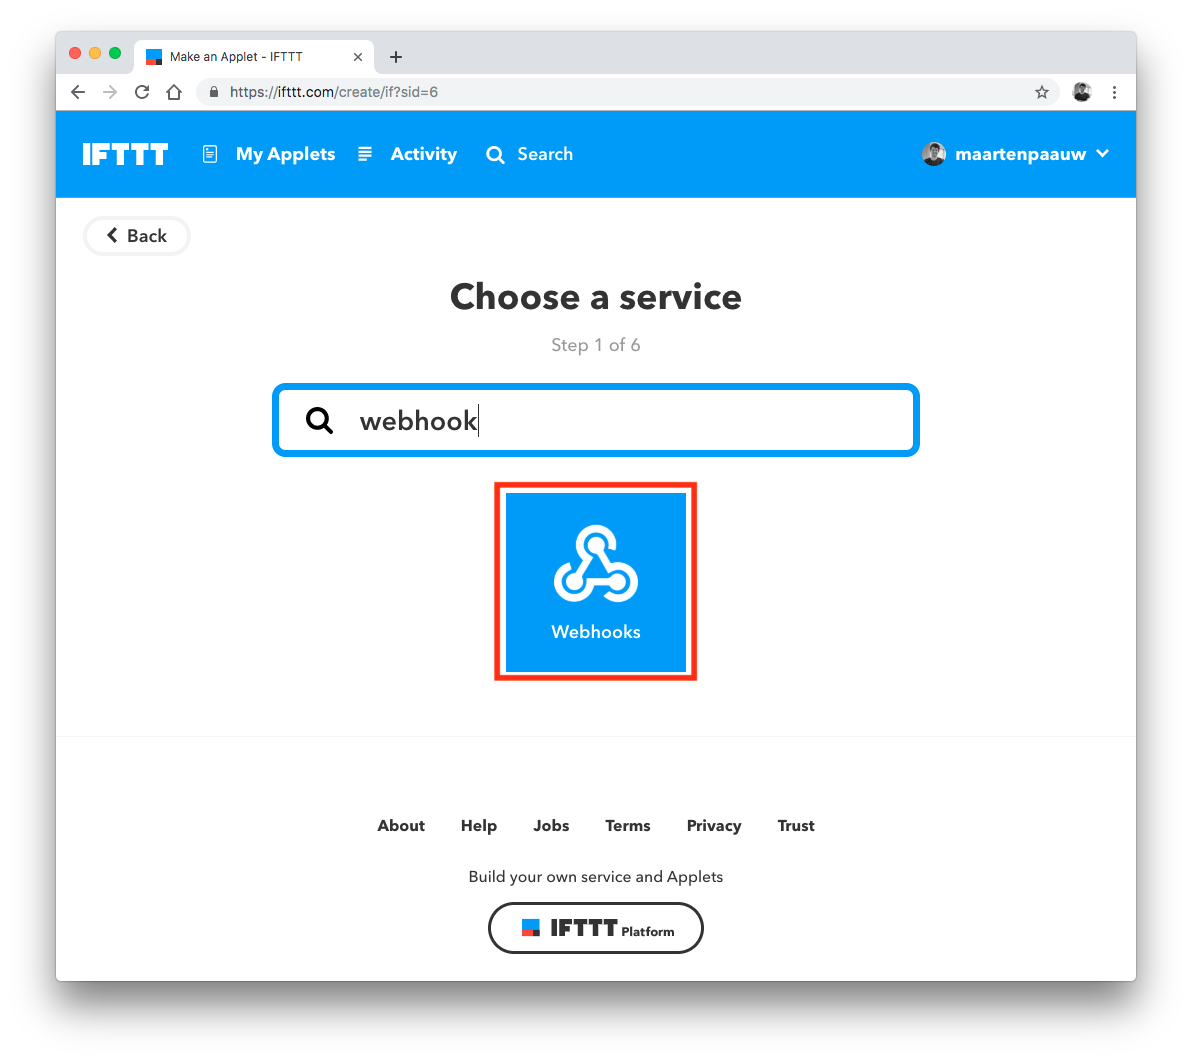 Make an Applet - IFTTT
https://ifttt.com/create/if?sid=6
IFTTT My Applets Activity Search maartenpaauw
Back
Choose a service
Step 1 of 6
webhook
Webhooks
About Help Jobs Terms Privacy Trust
Build your own service and Applets
IFTTT Platform